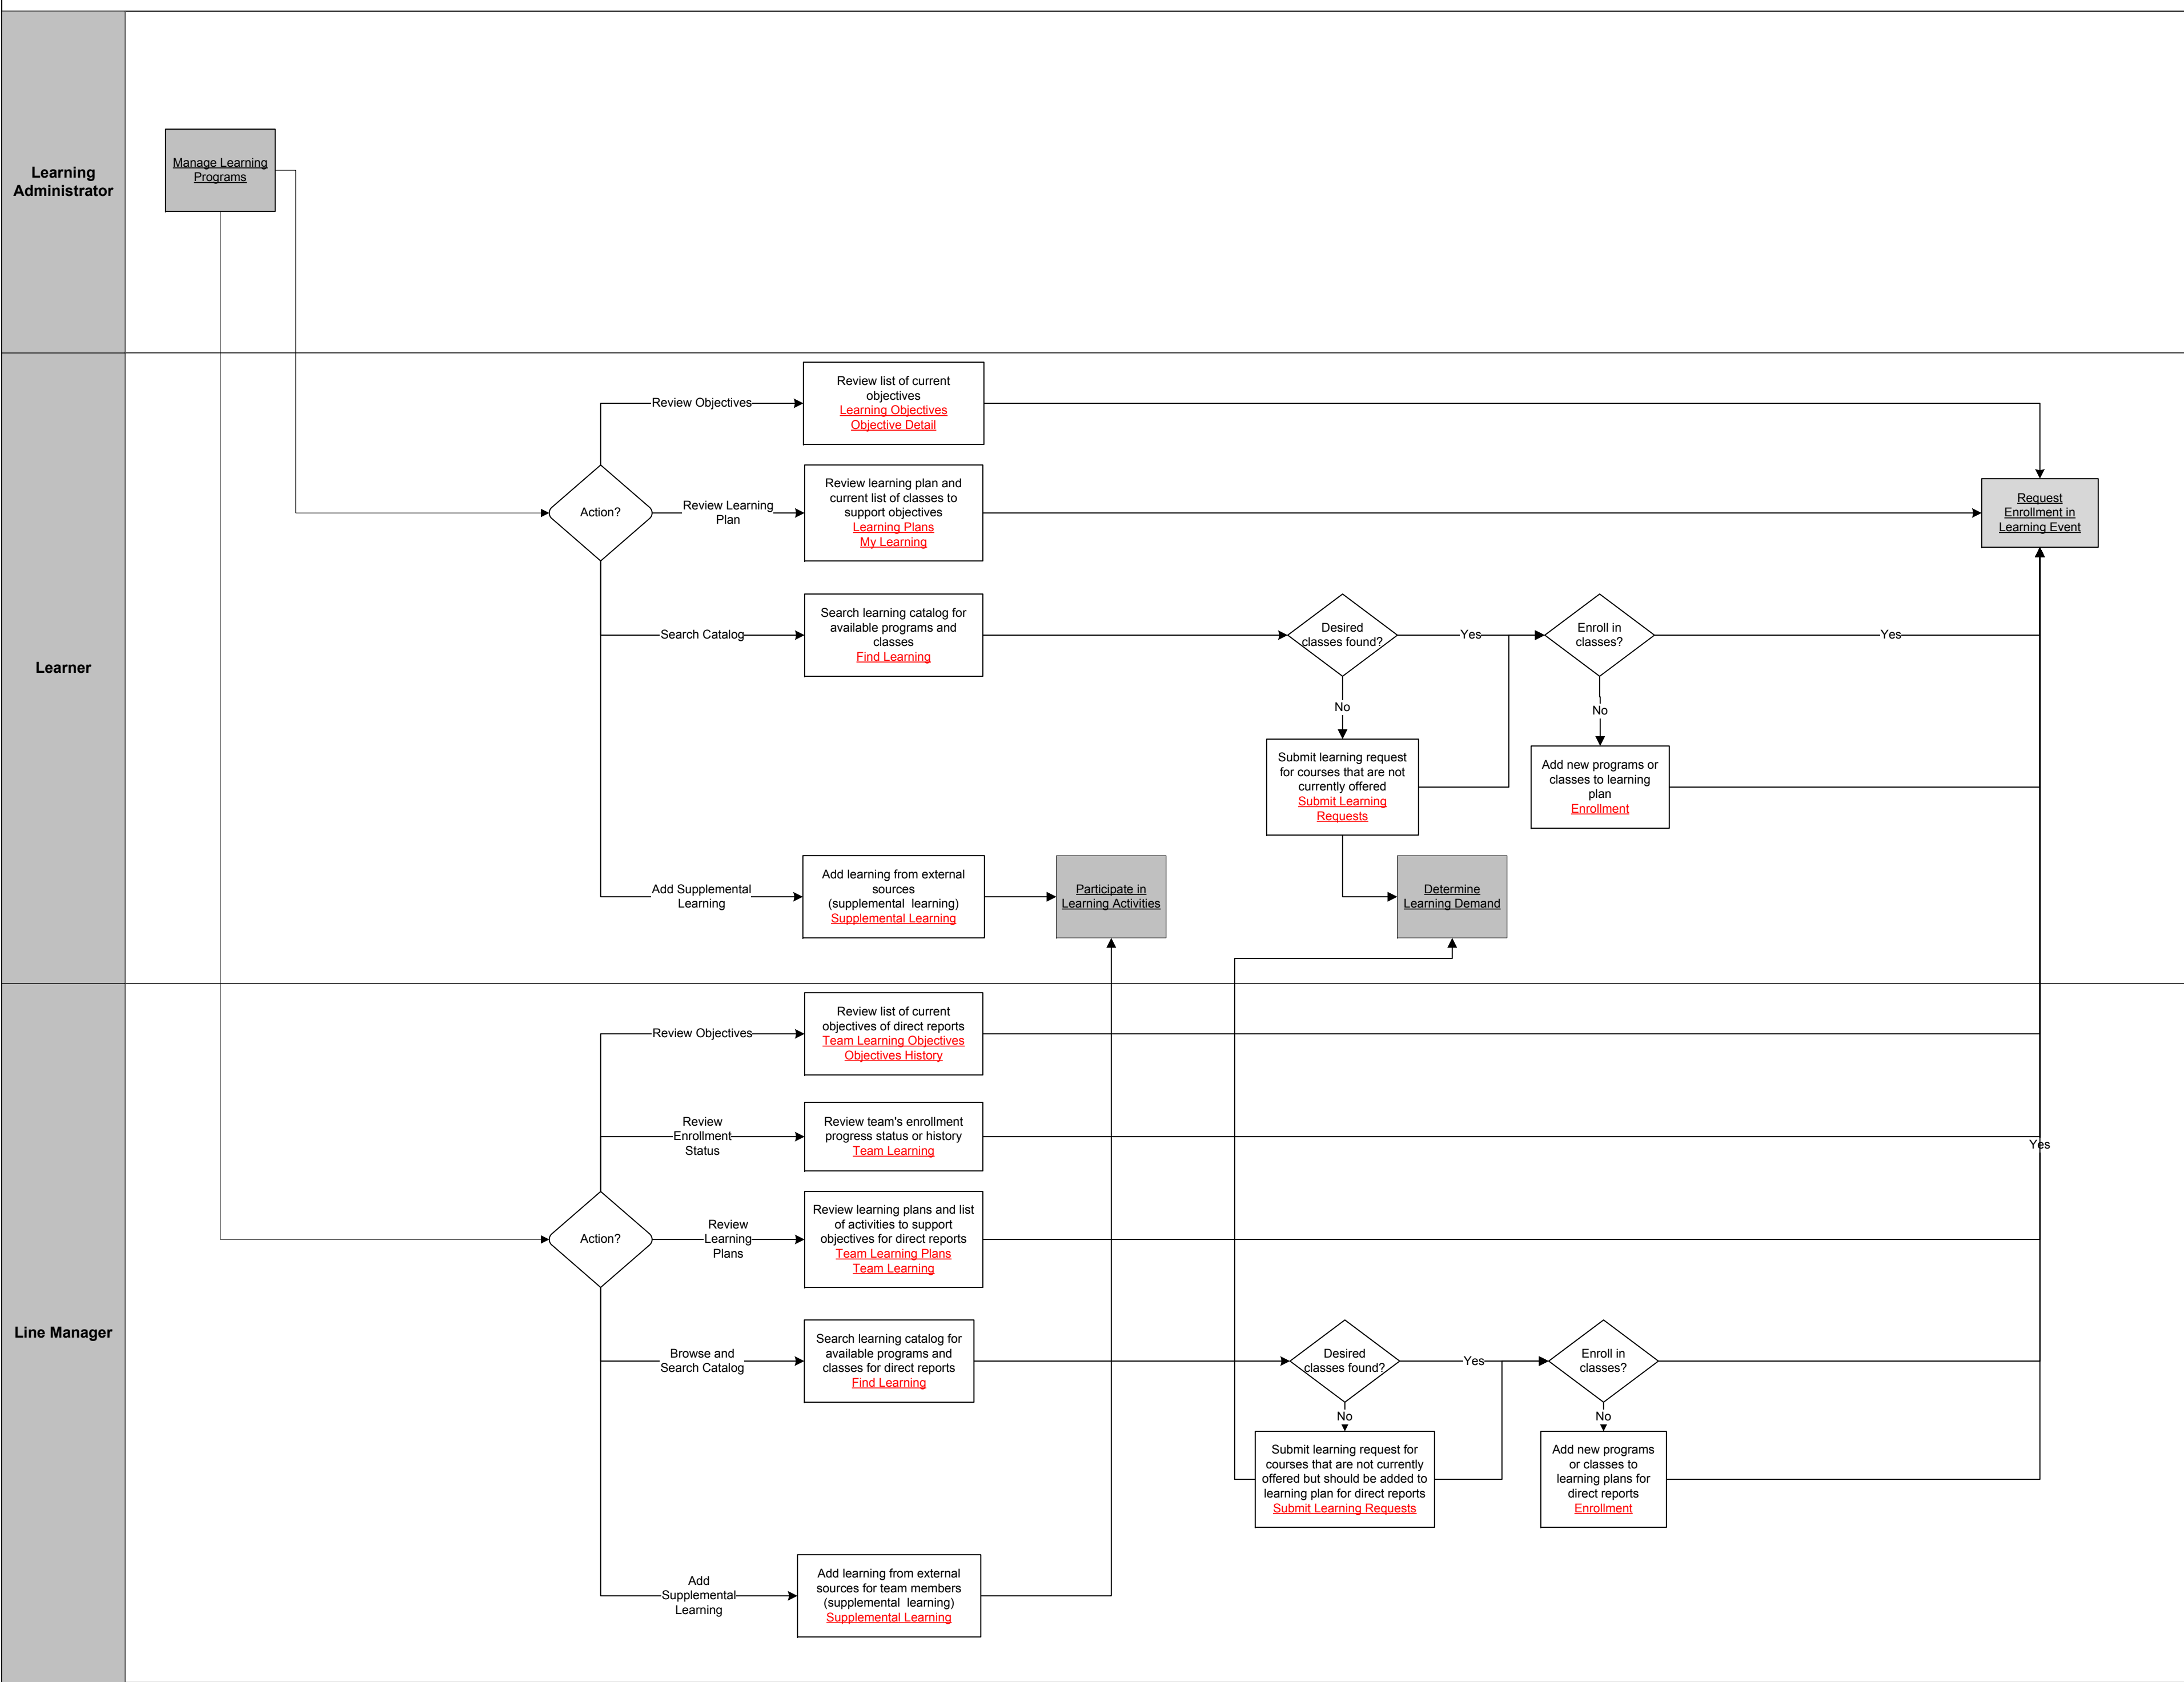 Learning
Administrator
Manage Learning
Programs
Learner
Action?
Review Objectives
Review list of current
objectives
Learning Objectives
Objective Detail
Review Learning
Plan
Review learning plan and
current list of classes to
support objectives
Learning Plans
My Learning
Request
Enrollment in
Learning Event
Search Catalog
Search learning catalog for
available programs and
classes
Find Learning
Desired
classes found?
Yes
Enroll in
classes?
Yes
No
No
Submit learning request
for courses that are not
currently offered
Submit Learning
Requests
Add new programs or
classes to learning
plan
Enrollment
Add Supplemental
Learning
Add learning from external
sources
(supplemental learning)
Supplemental Learning
Participate in
Learning Activities
Determine
Learning Demand
Line Manager
Action?
Review Objectives
Review list of current
objectives of direct reports
Team Learning Objectives
Objectives History
Review
Enrollment
Status
Review team's enrollment
progress status or history
Team Learning
Yes
Review
Learning
Plans
Review learning plans and list
of activities to support
objectives for direct reports
Team Learning Plans
Team Learning
Browse and
Search Catalog
Search learning catalog for
available programs and
classes for direct reports
Find Learning
Desired
classes found?
Yes
Enroll in
classes?
No
No
Submit learning request for
courses that are not currently
offered but should be added to
learning plan for direct reports
Submit Learning Requests
Add new programs
or classes to
learning plans for
direct reports
Enrollment
Add
Supplemental
Learning
Add learning from external
sources for team members
(supplemental learning)
Supplemental Learning